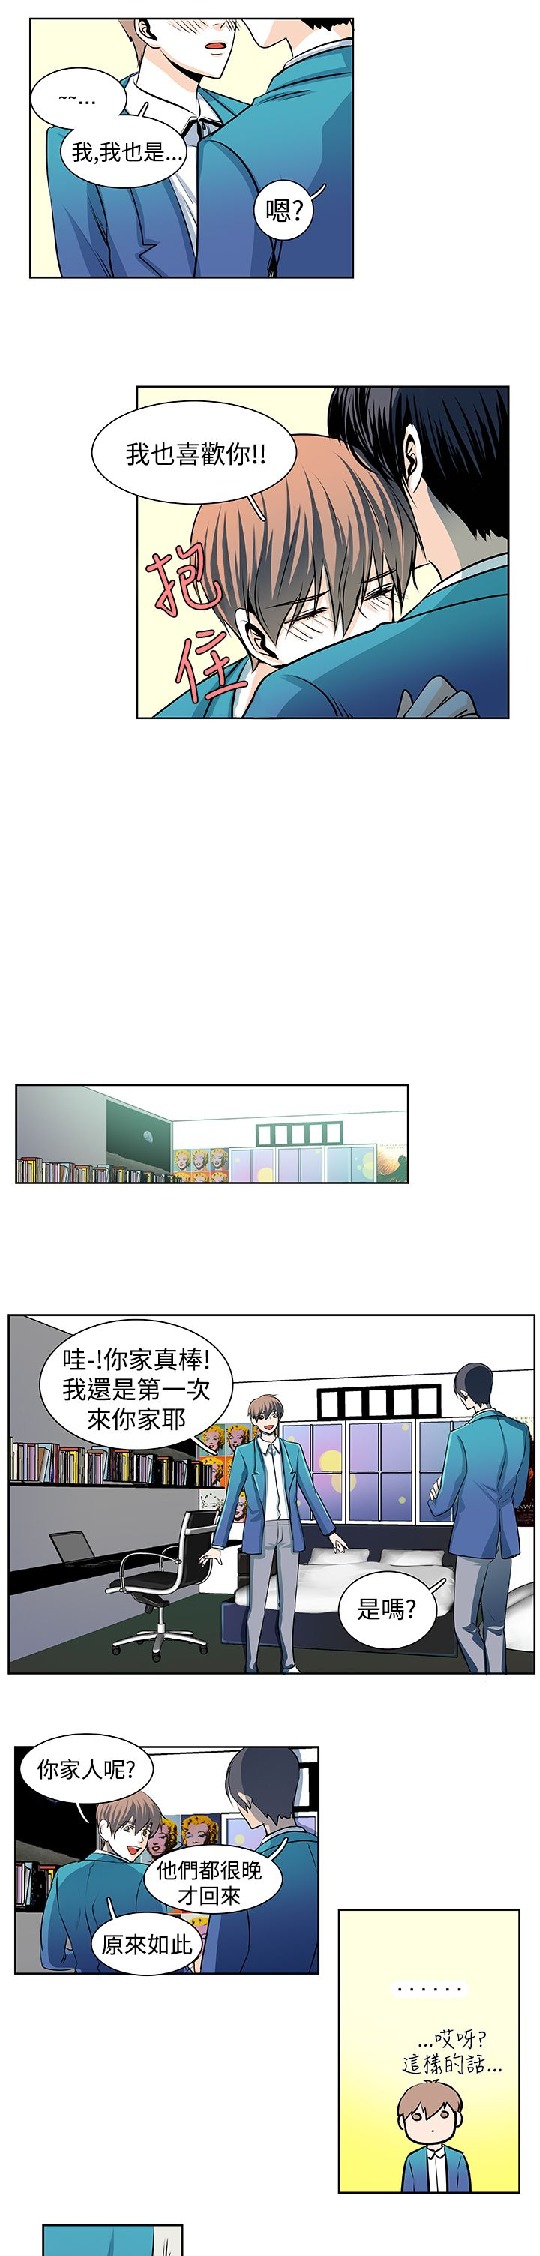 ~~...
我,我也是...
嗯?
我也喜歡你!!
抱
住
哇-!你家真棒!
我還是第一次
來你家耶
是嗎?
你家人呢?
他們都很晚
才回來
原來如此
......
...哎呀?
這樣的話...